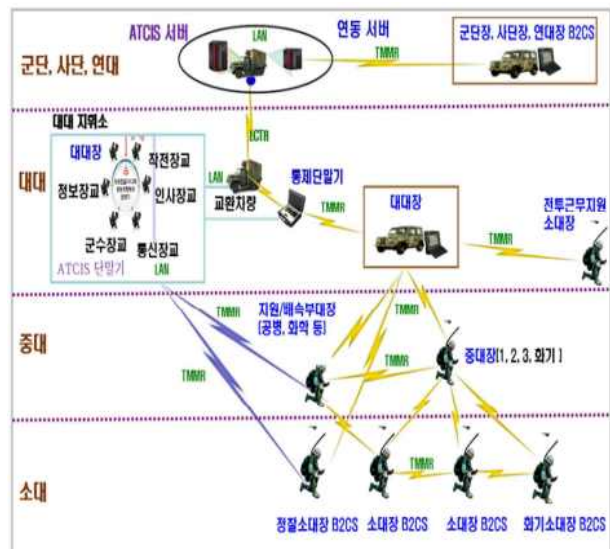 ATCIS 서버
LAN
연동 서버
TMMR
군단장, 사단장, 연대장 B2CS
군단, 사단, 연대
대대 지위소
ECTR
대대장
작전장교
정보장교
인사장교
군수장교
통신장교
ATCIS 단말기
LAN
LAN
교환차량
통제단말기
TMMR
대대장
TMMR
전투근무지원
소대장
대대
중대
TMMR
지원/배속부대장
[공병, 화학 등]
TMMR
TMMR
중대장[1, 2, 3, 화기 ]
TMMR
소대
TMMR
TMMR
정찰소대장 B2CS
소대장 B2CS
소대장 B2CS
화기소대장 B2CS